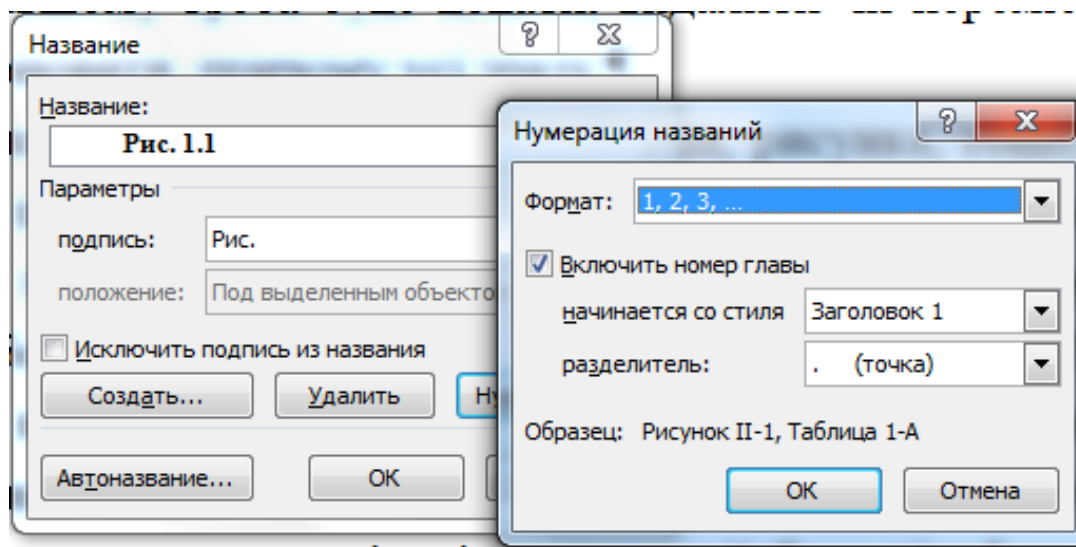 Название
Название:
Рис. 1.1
Параметры
подпись: Рис.
положение: Под выделенным
Исключить подпись из названия
Создать... Удалить
Автоназвание... ОК
Нумерация названий
Формат: 1, 2, 3, ...
Включить номер главы
начинается со стиля Заголовок 1
разделитель: . (точка)
Образец: Рисунок II-1, Таблица 1-A
ОК Отмена